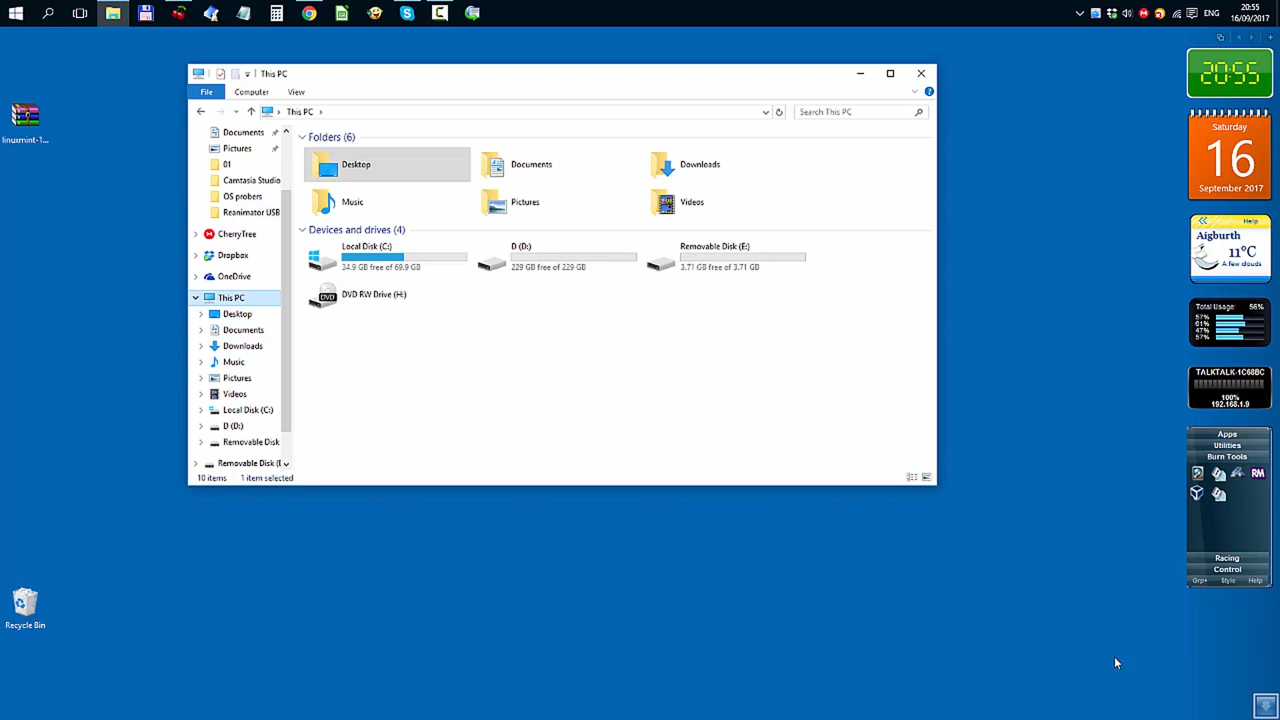 ENG
20:55
16/09/2017
This PC
File
Computer
View
This PC
Search This PC
Documents
Pictures
01
Camtasia Studio
OS probers
Reanimator USB
CherryTree
Dropbox
OneDrive
This PC
Desktop
Documents
Downloads
Music
Pictures
Videos
Local Disk (C:)
D (D:)
Removable Disk
Removable Disk (E
Folders (6)
Desktop
Documents
Downloads
Music
Pictures
Videos
Devices and drives (4)
Local Disk (C:)
34.9 GB free of 69.9 GB
D (D:)
229 GB free of 229 GB
Removable Disk (E:)
3.71 GB free of 3.71 GB
DVD
DVD RW Drive (H:)
10 items
1 item selected
linuxmint-1...
Recycle Bin
20:55
Saturday
16
September 2017
Help
Aigburth
11°C
A few clouds
Total Usage: 56%
57%
61%
47%
57%
TALKTALK-1C68BC
100%
192.168.1.9
Apps
Utilities
Burn Tools
RM
Racing
Control
Grp+ Style Help